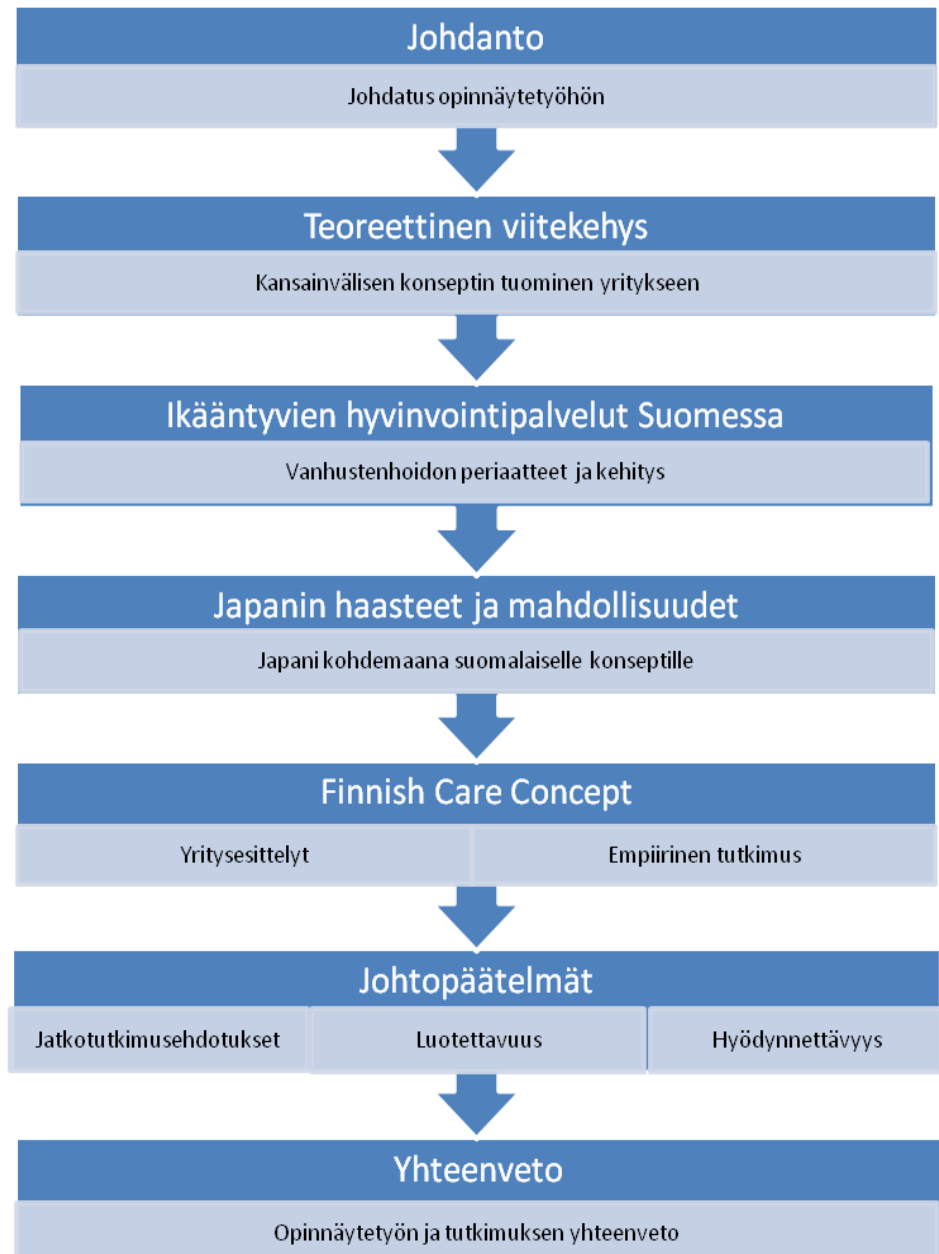 Johdanto
Johdatus opinnäytetyöhön
Teoreettinen viitekehys
Kansainvälisen konseptin tuominen yritykseen
Ikääntyvien hyvinvointipalvelut Suomessa
Vanhustenhoidon periaatteet ja kehitys
Japanin haasteet ja mahdollisuudet
Japani kohdemaana suomalaiselle konseptille
Finnish Care Concept
Yritysesittelyt
Empiirinen tutkimus
Johtopäätelmät
Jatkotutkimusehdotukset
Luotettavuus
Hyödynnettävyys
Yhteenveto
Opinnäytetyön ja tutkimuksen yhteenveto